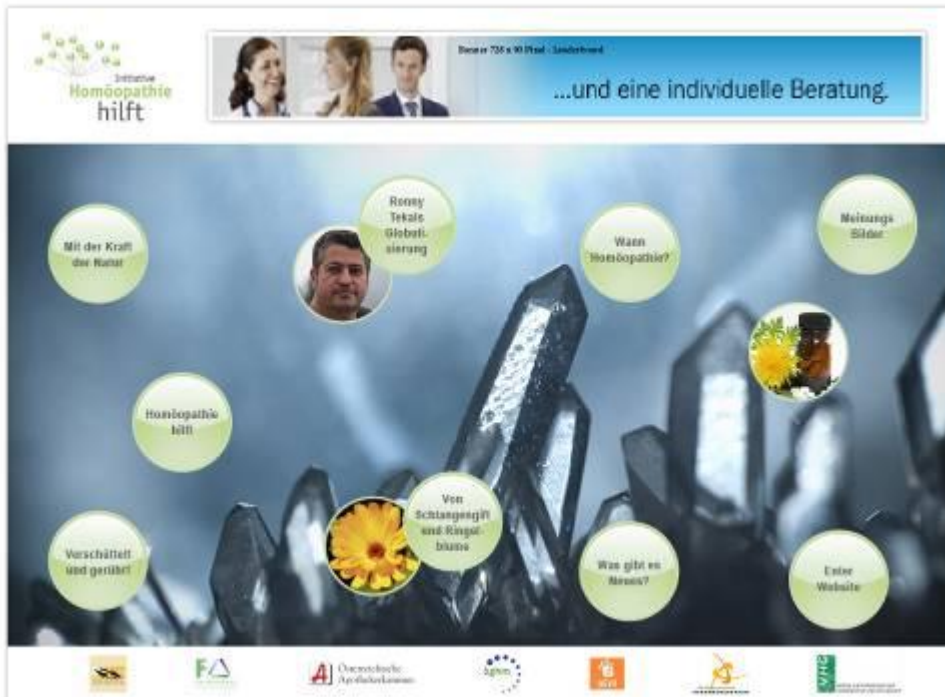 Initiative
Homöopathie
hilft
Banner 728 x 90 Pixel - Leaderboard
...und eine individuelle Beratung.
Mit der Kraft
der Natur
Ronny
Tekals
Globuli-
sierung
Wann
Homöopathie?
Meinungs
Bilder
Homöopathie
hilft
Von
Schlangengift
und Ringel-
blume
Verschüttelt
und gerührt
Was gibt es
Neues?
Enter
Website
Österreichische
Apothekerkammer
VHG